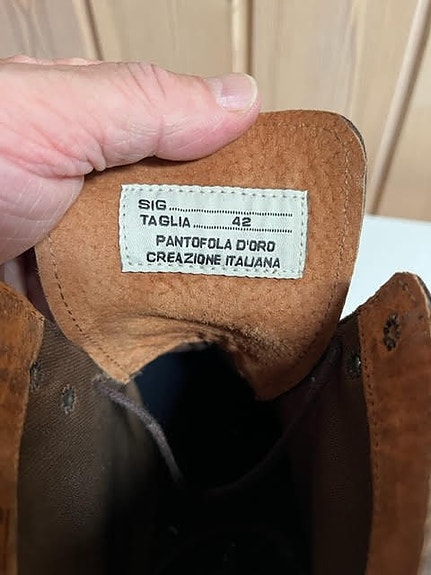 SIG
TAGLIA 42
PANTOFOLA D'ORO
CREAZIONE ITALIANA